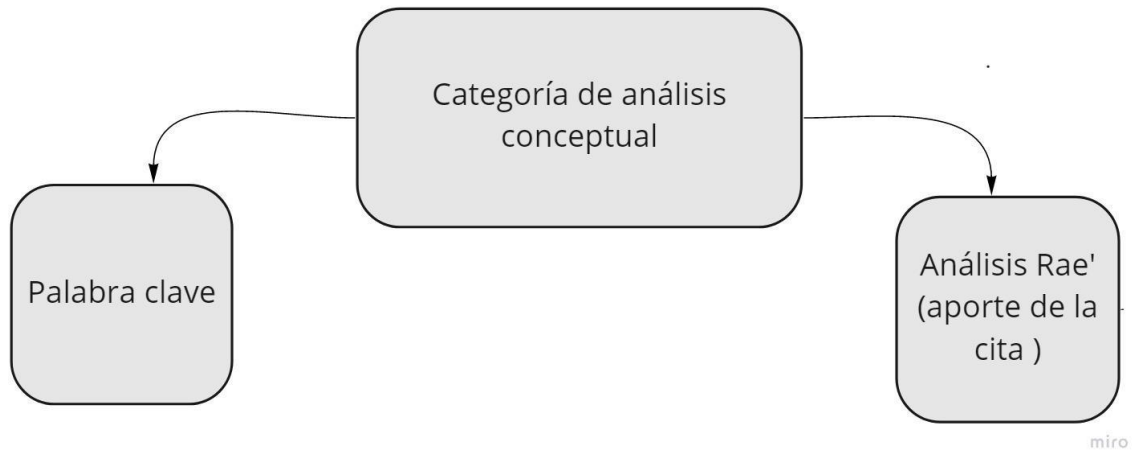 Categoría de análisis
conceptual
Palabra clave
Análisis Rae'
(aporte de la
cita )
miro